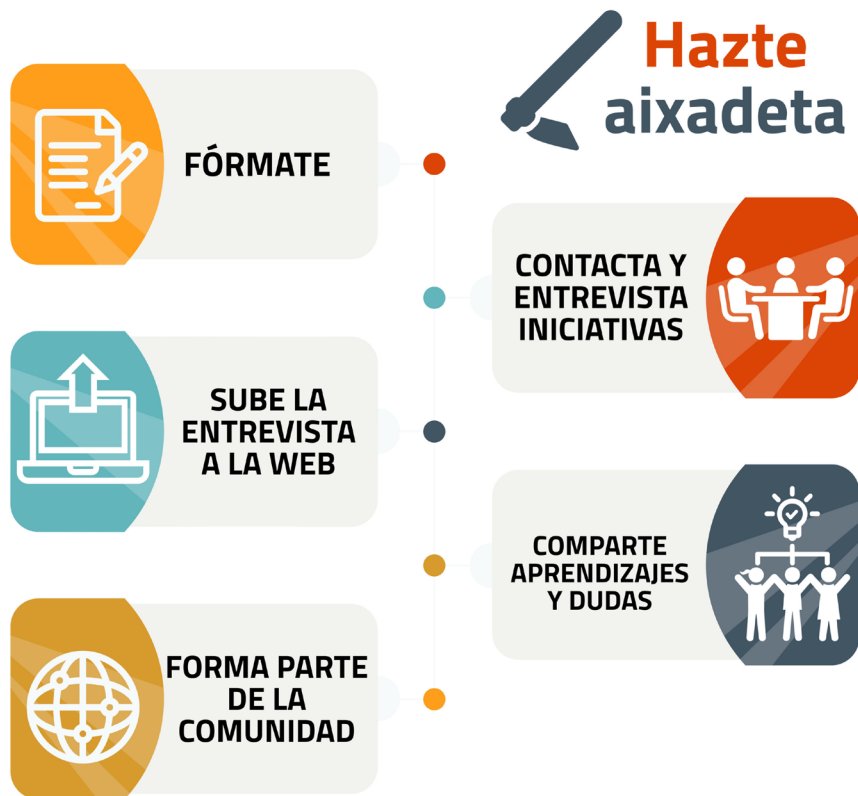 Hazte
aixadeta
FÓRMATE
CONTACTA Y
ENTREVISTA
INICIATIVAS
SUBE LA
ENTREVISTA
A LA WEB
COMPARTE
APRENDIZAJES
Y DUDAS
FORMA PARTE
DE LA
COMUNIDAD